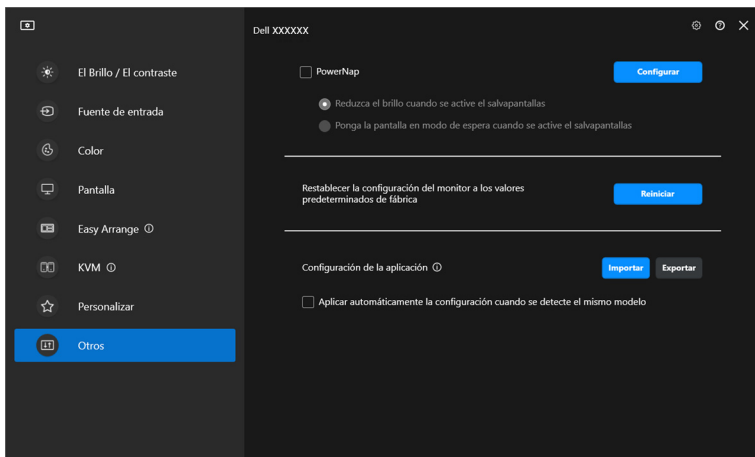 Dell XXXXXX
El Brillo / El contraste
Fuente de entrada
Color
Pantalla
Easy Arrange
KVM
Personalizar
Otros
PowerNap
Configurar
Reduzca el brillo cuando se active el salvapantallas
Ponga la pantalla en modo de espera cuando se active el salvapantallas
Restablecer la configuración del monitor a los valores
predeterminados de fábrica
Reiniciar
Configuración de la aplicación
Importar
Exportar
Aplicar automáticamente la configuración cuando se detecte el mismo modelo